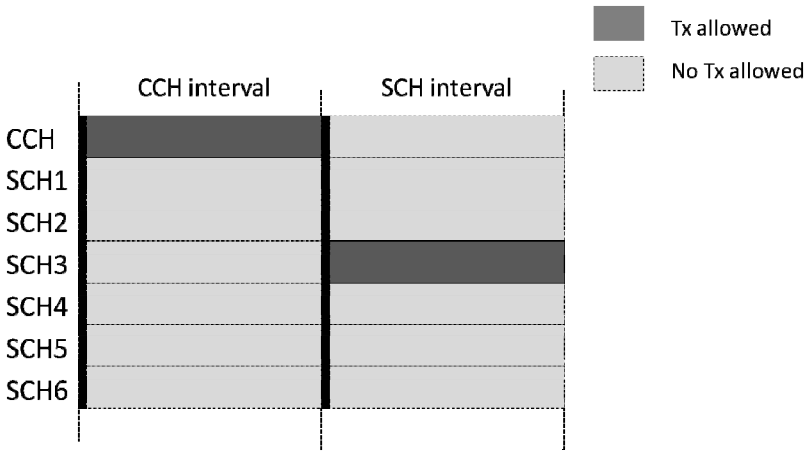 Tx allowed
No Tx allowed
CCH interval
SCH interval
CCH
SCH1
SCH2
SCH3
SCH4
SCH5
SCH6